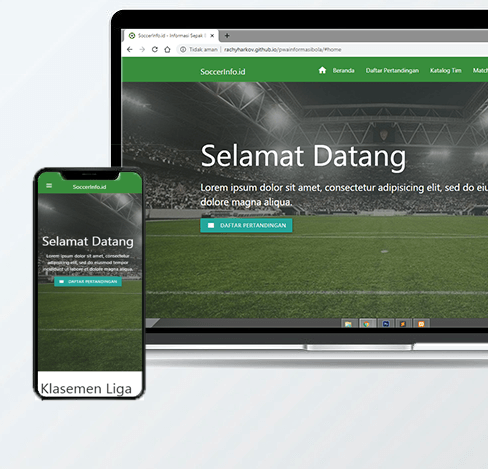 SoccerInfo.id - Informasi Sepak
Tidak aman | rachyharkov.github.io/pwainformasibola/#home
SoccerInfo.id Beranda Daftar Pertandingan Katalog Tim Match
Selamat Datang
Lorem ipsum dolor sit amet, consectetur adipisicing elit, sed do eiu
dolore magna aliqua.
DAFTAR PERTANDINGAN
SoccerInfo.id
Selamat Datang
Lorem ipsum dolor sit amet, consectetur
adipisicing elit, sed do eiusmod tempor
incididunt ut labore et dolore magna aliqua.
DAFTAR PERTANDINGAN
Klasemen Liga